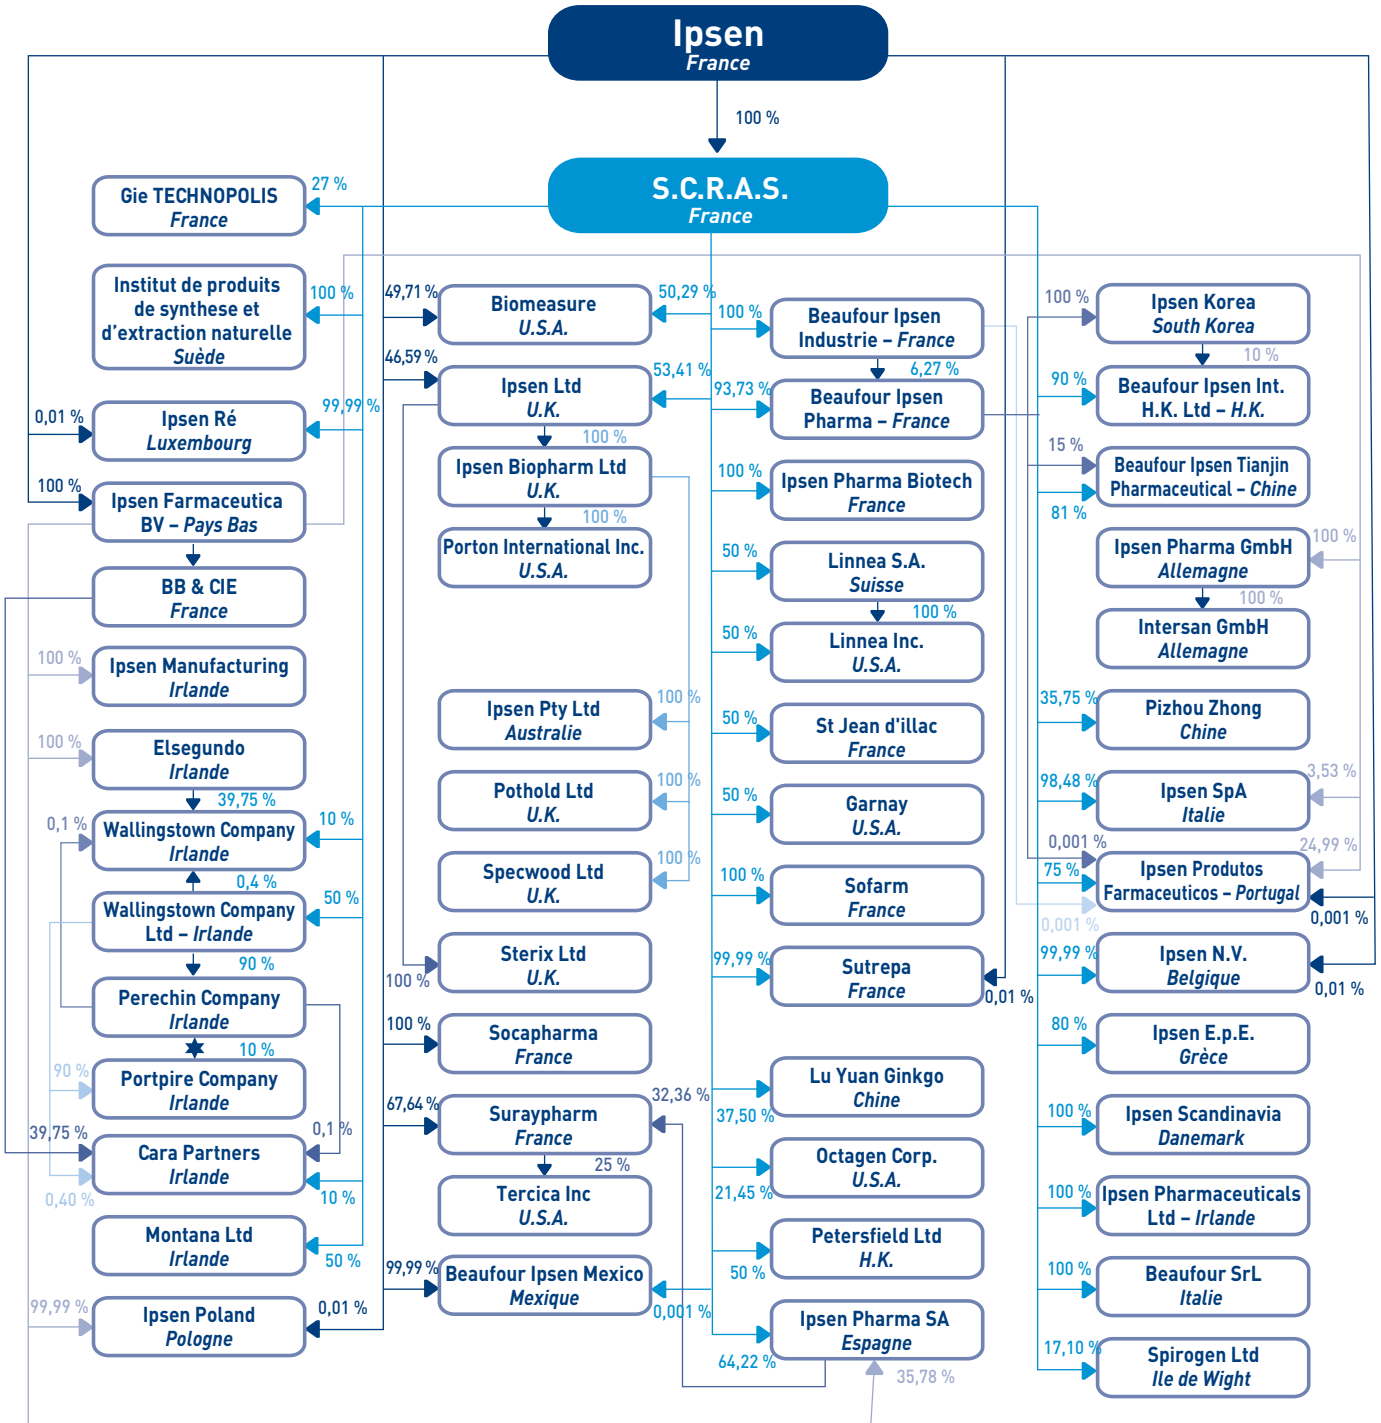 Ipsen
France
100 %
S.C.R.A.S.
France
27 %
Gie TECHNOPOLIS
France
Institut de produits
de synthese et
d'extraction naturelle
Suède
100 %
0,01 %
Ipsen Ré
Luxembourg
99,99 %
100 %
Ipsen Farmaceutica
BV – Pays Bas
BB & CIE
France
100 %
Ipsen Manufacturing
Irlande
100 %
Elsegundo
Irlande
39,75 %
0,1 %
Wallingstown Company
Irlande
10 %
0,4 %
Wallingstown Company
Ltd – Irlande
50 %
90 %
Perechin Company
Irlande
10 %
90 %
Portpire Company
Irlande
39,75 %
0,1 %
Cara Partners
Irlande
0,40 %
10 %
Montana Ltd
Irlande
50 %
99,99 %
Ipsen Poland
Pologne
0,01 %
49,71 %
Biomeasure
U.S.A.
50,29 %
46,59 %
Ipsen Ltd
U.K.
53,41 %
100 %
Ipsen Biopharm Ltd
U.K.
100 %
Porton International Inc.
U.S.A.
Ipsen Pty Ltd
Australie
100 %
Pothold Ltd
U.K.
100 %
Specwood Ltd
U.K.
100 %
Sterix Ltd
U.K.
100 %
100 %
Socapharma
France
67,64 %
Suraypharm
France
32,36 %
25 %
Tercica Inc
U.S.A.
99,99 %
Beaufour Ipsen Mexico
Mexique
0,001 %
100 %
Beaufour Ipsen
Industrie – France
6,27 %
93,73 %
Beaufour Ipsen
Pharma – France
100 %
Ipsen Pharma Biotech
France
50 %
Linnea S.A.
Suisse
100 %
50 %
Linnea Inc.
U.S.A.
50 %
St Jean d'illac
France
50 %
Garnay
U.S.A.
100 %
Sofarm
France
99,99 %
Sutrepa
France
0,01 %
Lu Yuan Ginkgo
Chine
37,50 %
Octagen Corp.
U.S.A.
21,45 %
Petersfield Ltd
H.K.
50 %
Ipsen Pharma SA
Espagne
64,22 %
35,78 %
100 %
Ipsen Korea
South Korea
10 %
90 %
Beaufour Ipsen Int.
H.K. Ltd – H.K.
15 %
Beaufour Ipsen Tianjin
Pharmaceutical – Chine
81 %
Ipsen Pharma GmbH
Allemagne
100 %
100 %
Intersan GmbH
Allemagne
35,75 %
Pizhou Zhong
Chine
98,48 %
Ipsen SpA
Italie
3,53 %
0,001 %
24,99 %
75 %
Ipsen Produtos
Farmaceuticos – Portugal
0,001 %
0,001 %
99,99 %
Ipsen N.V.
Belgique
0,01 %
80 %
Ipsen E.p.E.
Grèce
100 %
Ipsen Scandinavia
Danemark
100 %
Ipsen Pharmaceuticals
Ltd – Irlande
100 %
Beaufour SrL
Italie
17,10 %
Spirogen Ltd
Ile de Wight